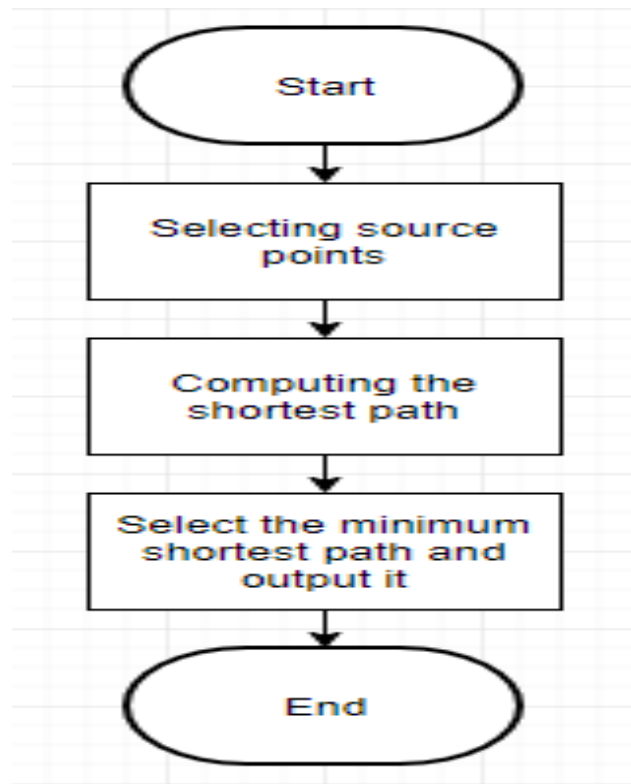 Start
Selecting source
points
Computing the
shortest path
Select the minimum
shortest path and
output it
End